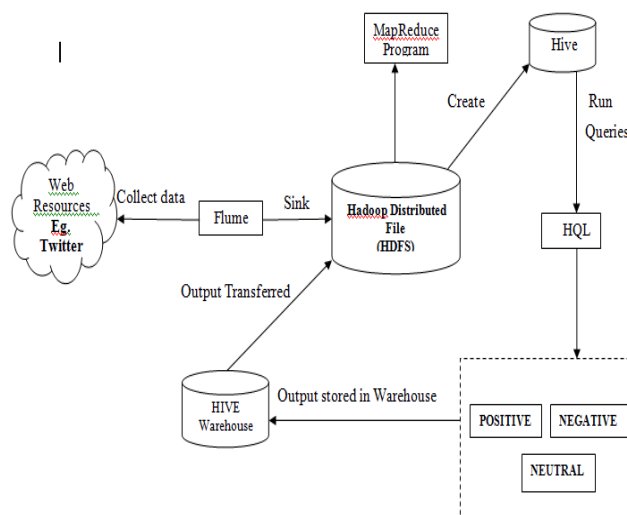 MapReduce
Program
Hive
Create
Run
Queries
Web
Resources
Eg.
Twitter
Collect data
Flume
Sink
Hadoop Distributed
File
(HDFS)
HQL
Output Transferred
HIVE
Warehouse
Output stored in Warehouse
POSITIVE
NEGATIVE
NEUTRAL